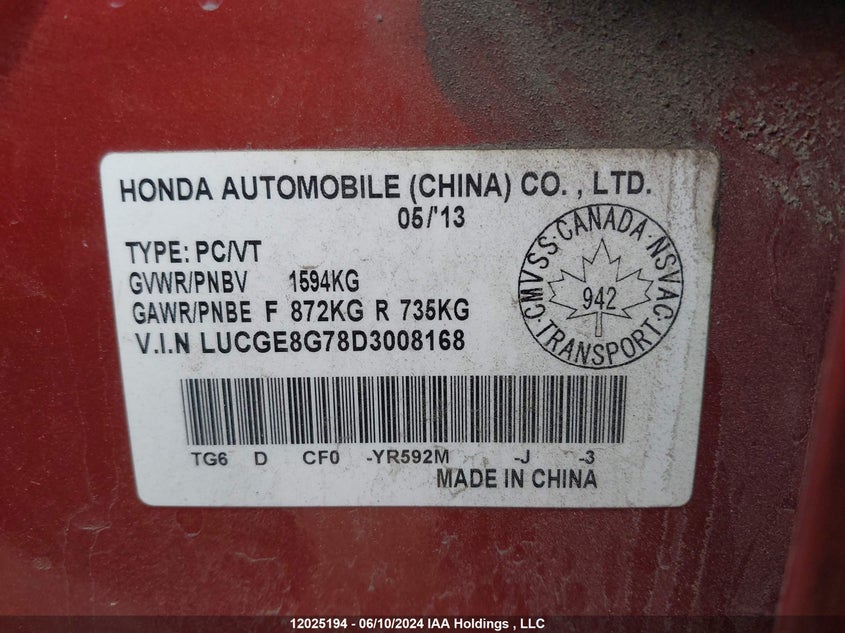 HONDA AUTOMOBILE (CHINA) CO., LTD.
05/'13
TYPE: PC/VT
GVWR/PNBV 1594KG
GAWR/PNBE F 872KG R 735KG
V.I.N LUCGE8G78D3008168
CMVSS·CANADA·NSVAC·TRANSPORT·
942
TG6 D CF0 -YR592M -J -3
MADE IN CHINA
12025194 - 06/10/2024 IAA Holdings , LLC